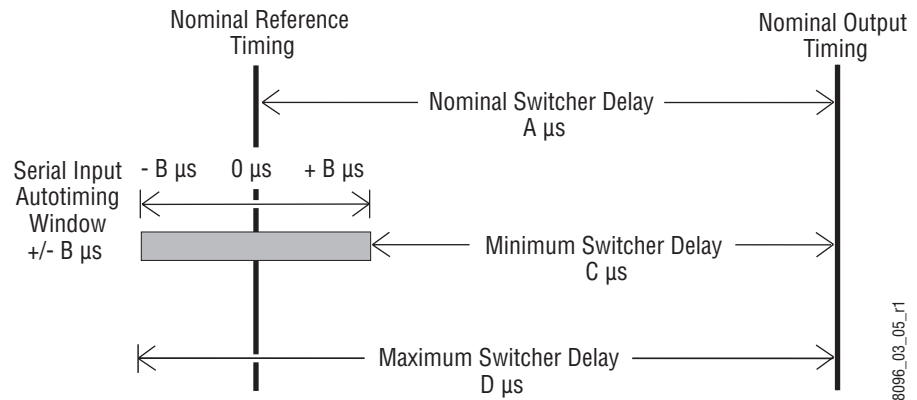 Nominal Reference
Timing
Nominal Output
Timing
Nominal Switcher Delay
A µs
Serial Input
Autotiming
Window
+/- B µs
- B µs 0 µs + B µs
Minimum Switcher Delay
C µs
Maximum Switcher Delay
D µs
8096_03_05_r1